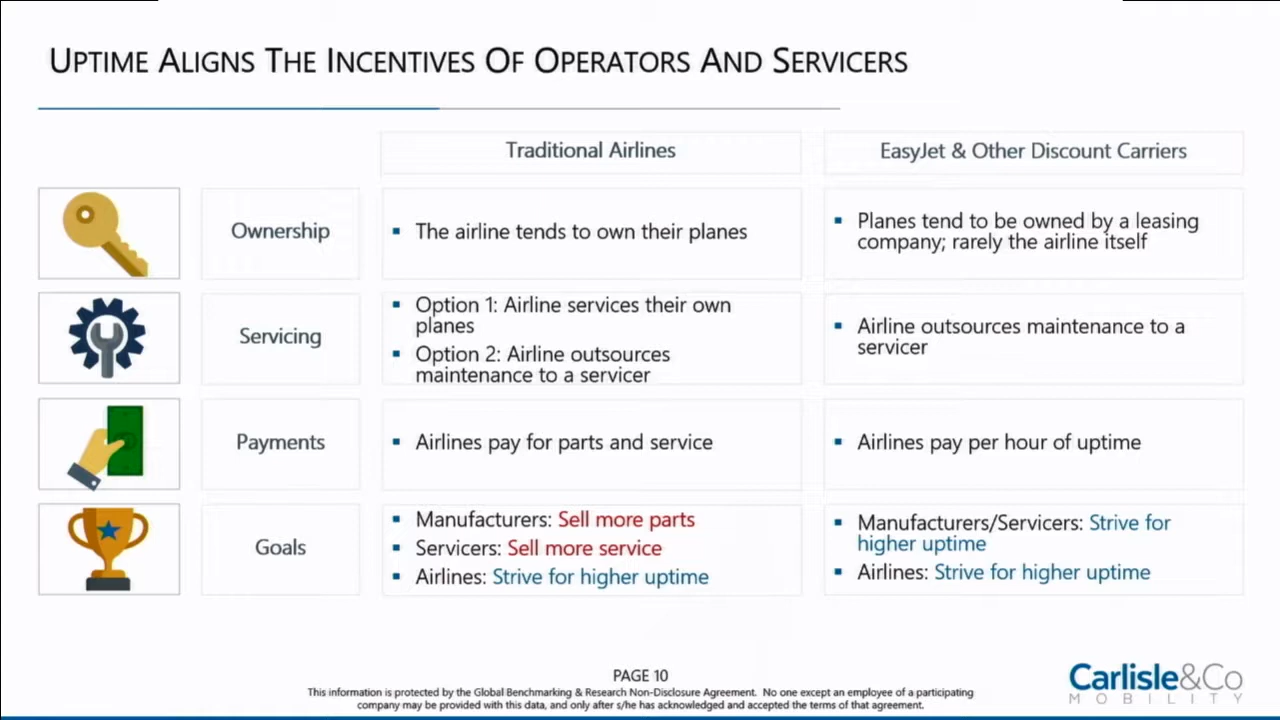 UPTIME ALIGNS THE INCENTIVES OF OPERATORS AND SERVICERS
Traditional Airlines
EasyJet & Other Discount Carriers
Ownership
▪ The airline tends to own their planes
▪ Planes tend to be owned by a leasing
company; rarely the airline itself
Servicing
▪ Option 1: Airline services their own
planes
▪ Option 2: Airline outsources
maintenance to a servicer
▪ Airline outsources maintenance to a
servicer
Payments
▪ Airlines pay for parts and service
▪ Airlines pay per hour of uptime
Goals
▪ Manufacturers: Sell more parts
▪ Servicers: Sell more service
▪ Airlines: Strive for higher uptime
▪ Manufacturers/Servicers: Strive for
higher uptime
▪ Airlines: Strive for higher uptime
PAGE 10
This information is protected by the Global Benchmarking & Research Non-Disclosure Agreement. No one except an employee of a participating
company may be provided with this data, and only after s/he has acknowledged and accepted the terms of that agreement.
Carlisle&Co
MOBILITY